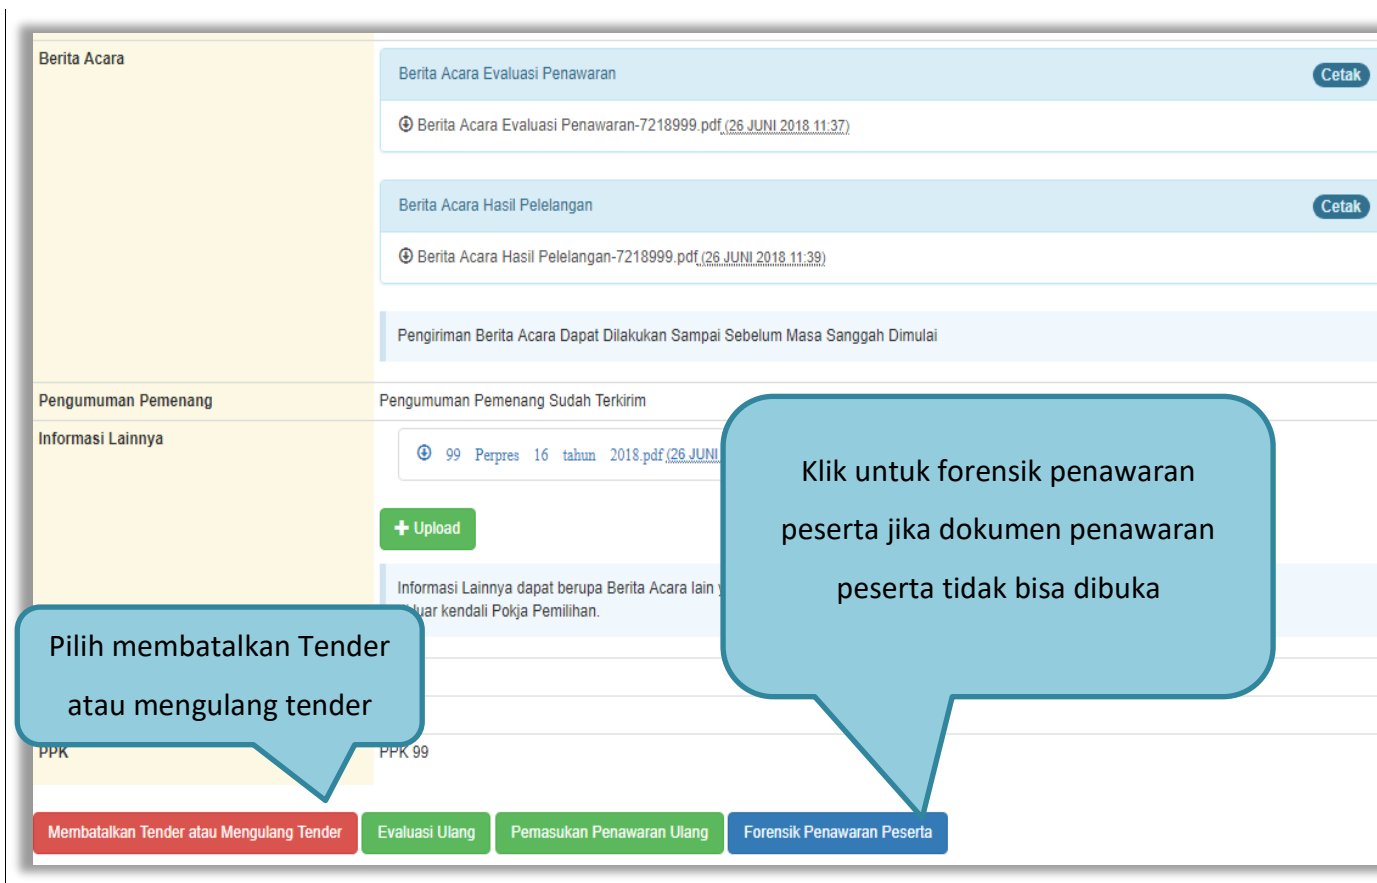 Berita Acara
Berita Acara Evaluasi Penawaran
Cetak
Berita Acara Evaluasi Penawaran-7218999.pdf (26 JUNI 2018 11:37)
Berita Acara Hasil Pelelangan
Cetak
Berita Acara Hasil Pelelangan-7218999.pdf (26 JUNI 2018 11:39)
Pengiriman Berita Acara Dapat Dilakukan Sampai Sebelum Masa Sanggah Dimulai
Pengumuman Pemenang
Pengumuman Pemenang Sudah Terkirim
Informasi Lainnya
99 Perpres 16 tahun 2018.pdf (26 JUNI
Upload
Informasi Lainnya dapat berupa Berita Acara lain
kendali Pokja Pemilihan.
Klik untuk forensik penawaran
peserta jika dokumen penawaran
peserta tidak bisa dibuka
Pilih membatalkan Tender
atau mengulang tender
PPK
PPK 99
Membatalkan Tender atau Mengulang Tender
Evaluasi Ulang
Pemasukan Penawaran Ulang
Forensik Penawaran Peserta